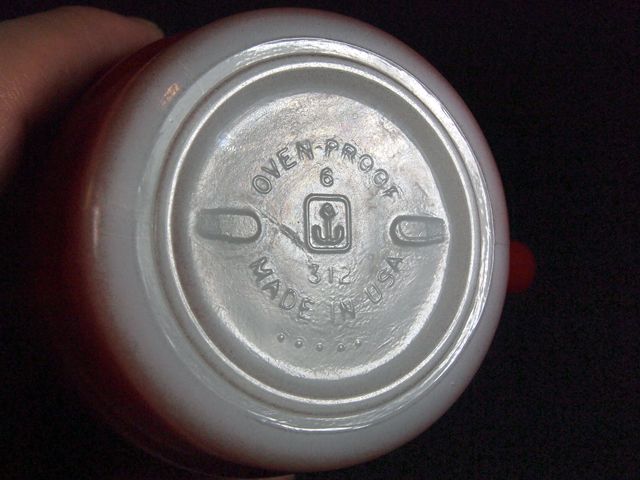 OVEN-PROOF
6
312
MADE IN USA